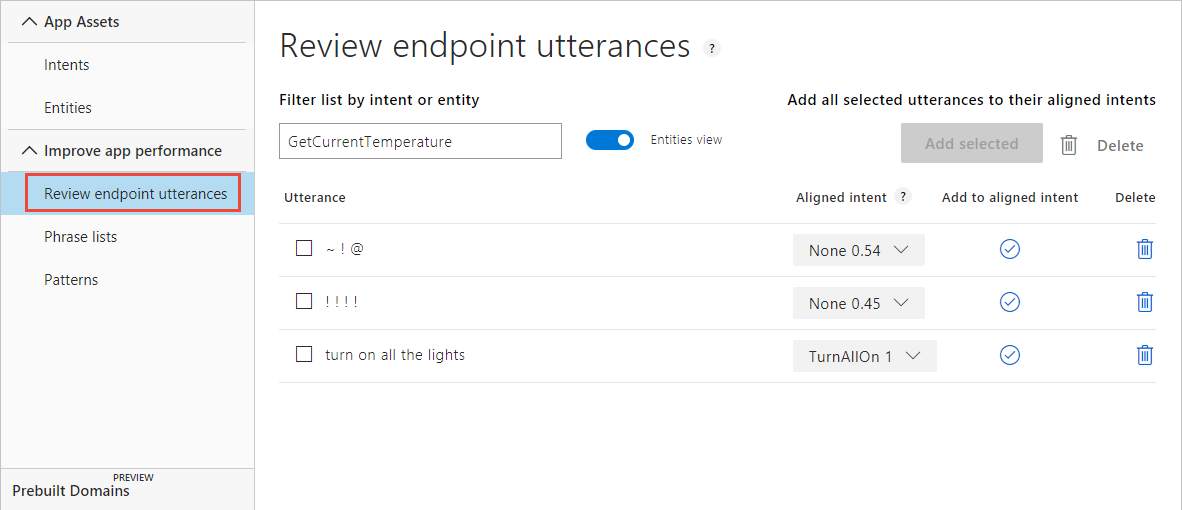 App Assets
Intents
Entities
Improve app performance
Review endpoint utterances
Phrase lists
Patterns
PREVIEW
Prebuilt Domains
Review endpoint utterances ?
Filter list by intent or entity
Add all selected utterances to their aligned intents
GetCurrentTemperature
Entities view
Add selected
Delete
Utterance Aligned intent ? Add to aligned intent Delete
~ ! @ None 0.54
! ! ! ! None 0.45
turn on all the lights TurnAllOn 1